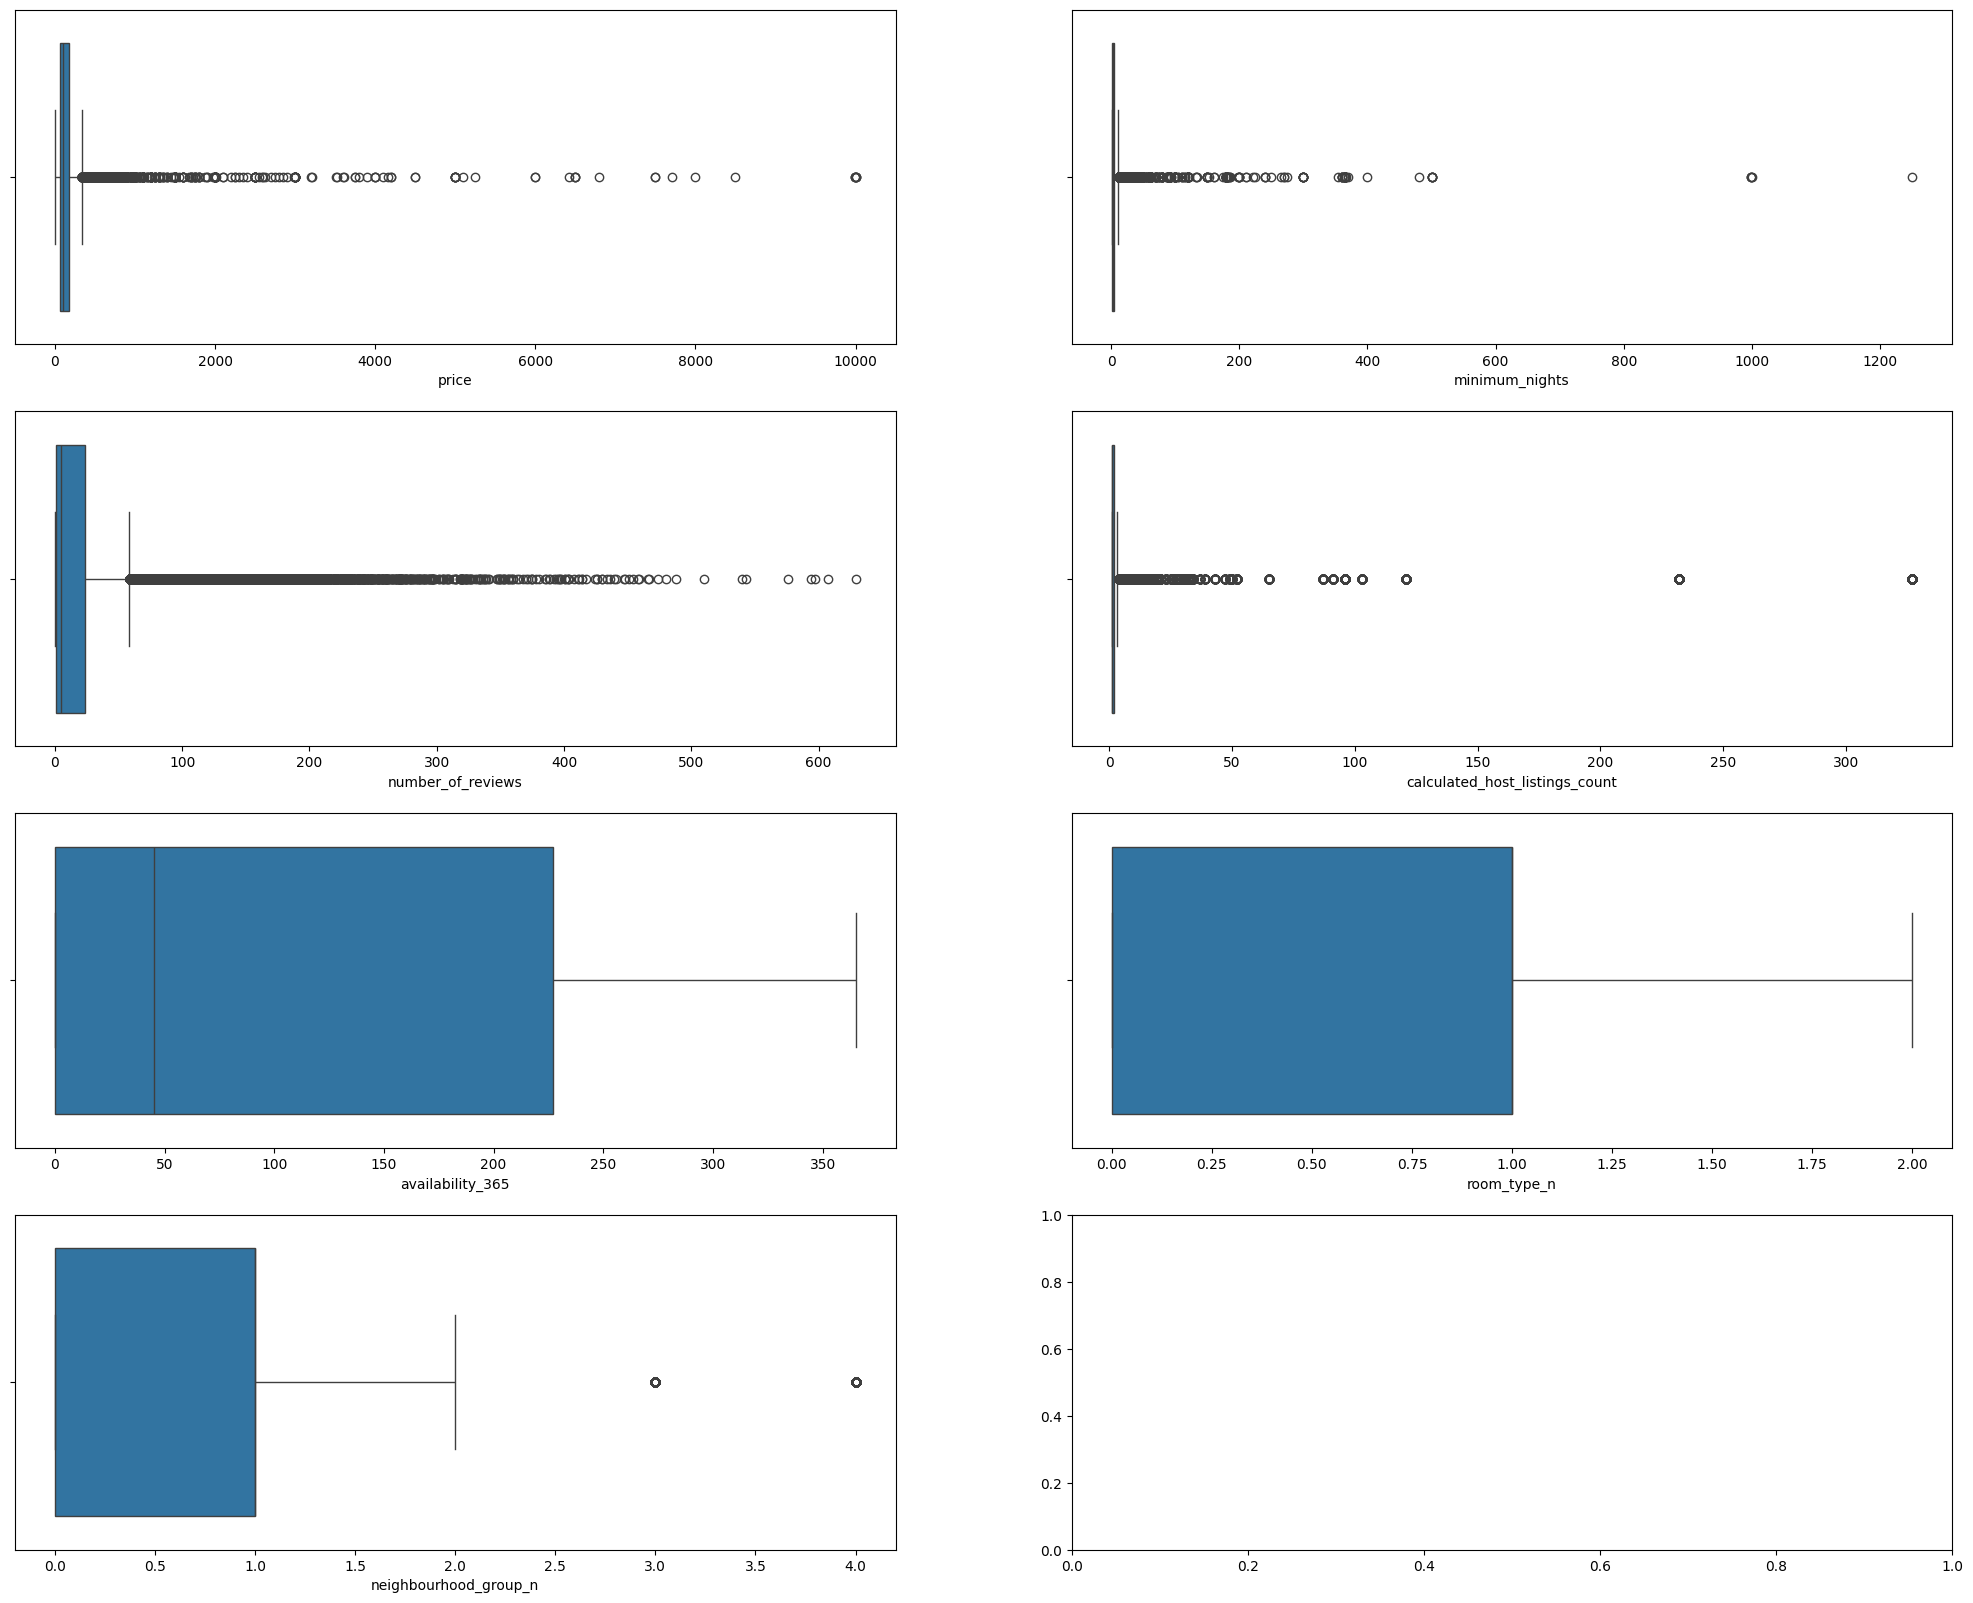 0 2000 4000 6000 8000 10000
price
0 200 400 600 800 1000 1200
minimum_nights
0 100 200 300 400 500 600
number_of_reviews
0 50 100 150 200 250 300
calculated_host_listings_count
0 50 100 150 200 250 300 350
availability_365
0.00 0.25 0.50 0.75 1.00 1.25 1.50 1.75 2.00
room_type_n
0.0 0.5 1.0 1.5 2.0 2.5 3.0 3.5 4.0
neighbourhood_group_n
1.0
0.8
0.6
0.4
0.2
0.0
0.0 0.2 0.4 0.6 0.8 1.0